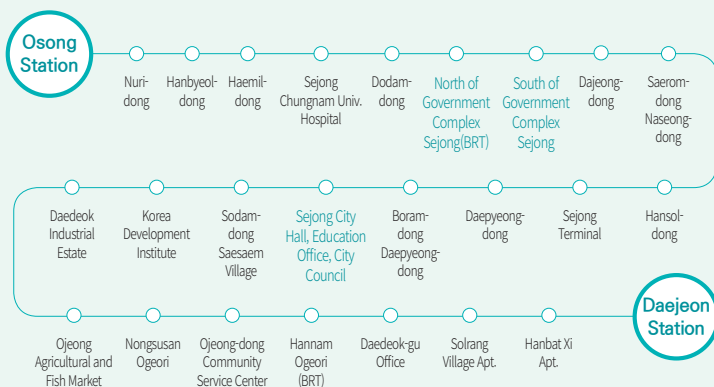 Osong
Station
Nuri-
dong
Hanbyeol-
dong
Haemil-
dong
Sejong
Chungnam Univ.
Hospital
Dodam-
dong
North of
Government
Complex
Sejong(BRT)
South of
Government
Complex
Sejong
Dajeong-
dong
Saerom-
dong
Naseong-
dong
Daedeok
Industrial
Estate
Korea
Development
Institute
Sodam-
dong
Saesaem
Village
Sejong City
Hall, Education
Office, City
Council
Boram-
dong
Daepyeong-
dong
Daepyeong-
dong
Sejong
Terminal
Hansol-
dong
Daejeon
Station
Ojeong
Agricultural and
Fish Market
Nongsusan
Ogeori
Ojeong-dong
Community
Service Center
Hannam
Ogeori
(BRT)
Daedeok-gu
Office
Solrang
Village Apt.
Hanbat Xi
Apt.